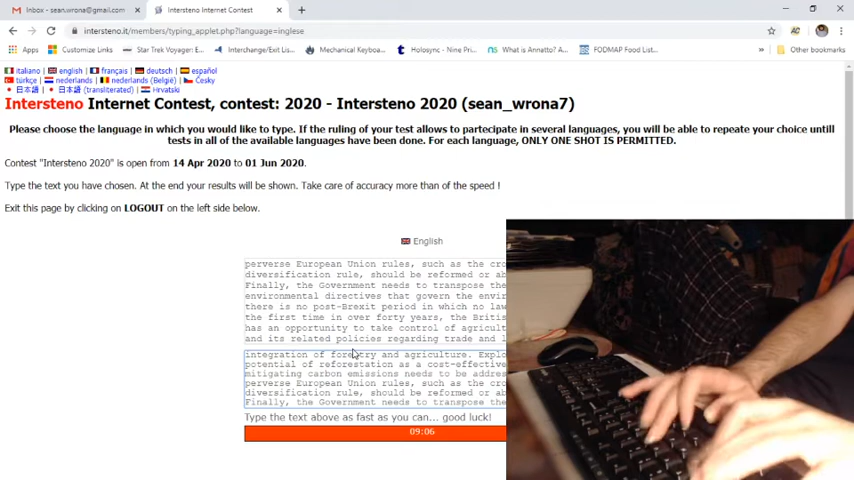 Inbox - sean.wrona@gmail.com
Intersteno Internet Contest
intersteno.it/members/typing_applet.php?language=inglese
Apps
Customize Links
Star Trek Voyager: E...
Interchange/Exit Lis...
Mechanical Keyboa...
Holosync - Nine Pri...
What is Annatto? A...
FODMAP Food List...
»
Other bookmarks
italiano | english | français | deutsch | español
türkçe | nederlands | nederlands (België) | Česky
日本語 | 日本語 (transliterated) | Hrvatski
Intersteno Internet Contest, contest: 2020 - Intersteno 2020 (sean_wrona7)
Please choose the language in which you would like to type. If the ruling of your test allows to partecipate in several languages, you will be able to repeate your choice untill
tests in all of the available languages have been done. For each language, ONLY ONE SHOT IS PERMITTED.
Contest "Intersteno 2020" is open from 14 Apr 2020 to 01 Jun 2020.
Type the text you have chosen. At the end your results will be shown. Take care of accuracy more than of the speed !
Exit this page by clicking on LOGOUT on the left side below.
English
perverse European Union rules, such as the cro
diversification rule, should be reformed or ab
Finally, the Government needs to transpose the
environmental directives that govern the envir
there is no post-Brexit period in which no law
the first time in over forty years, the Britis
has an opportunity to take control of agricult
and its related policies regarding trade and l
integration of forestry and agriculture. Explo
potential of reforestation as a cost-effective
mitigating carbon emissions needs to be addres
perverse European Union rules, such as the cro
diversification rule, should be reformed or ab
Finally, the Government needs to transpose the
Type the text above as fast as you can... good luck!
09:06